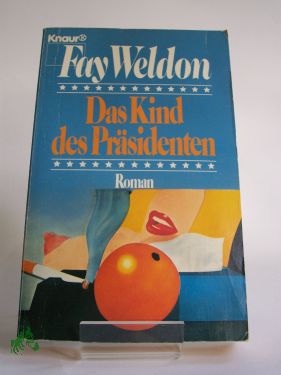 Knaur®
Fay Weldon
Das Kind
des Präsidenten
Roman